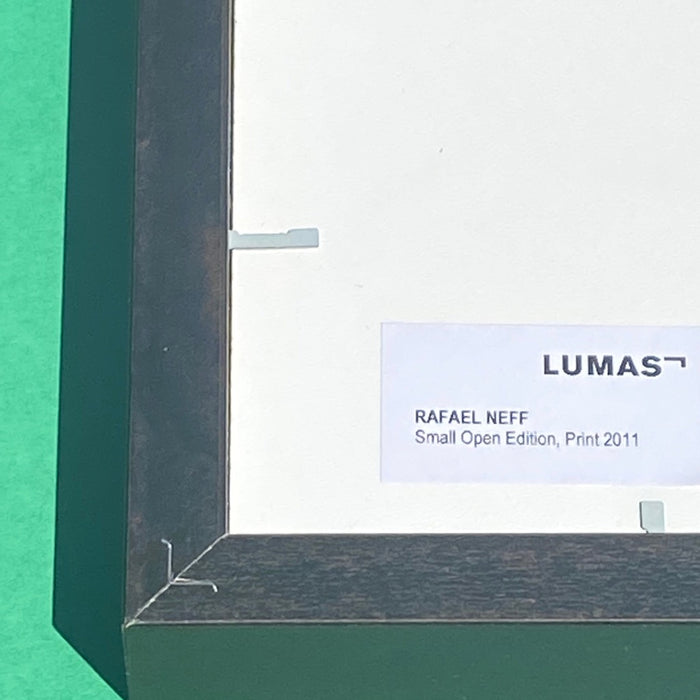 LUMAS
RAFAEL NEFF
Small Open Edition, Print 2011